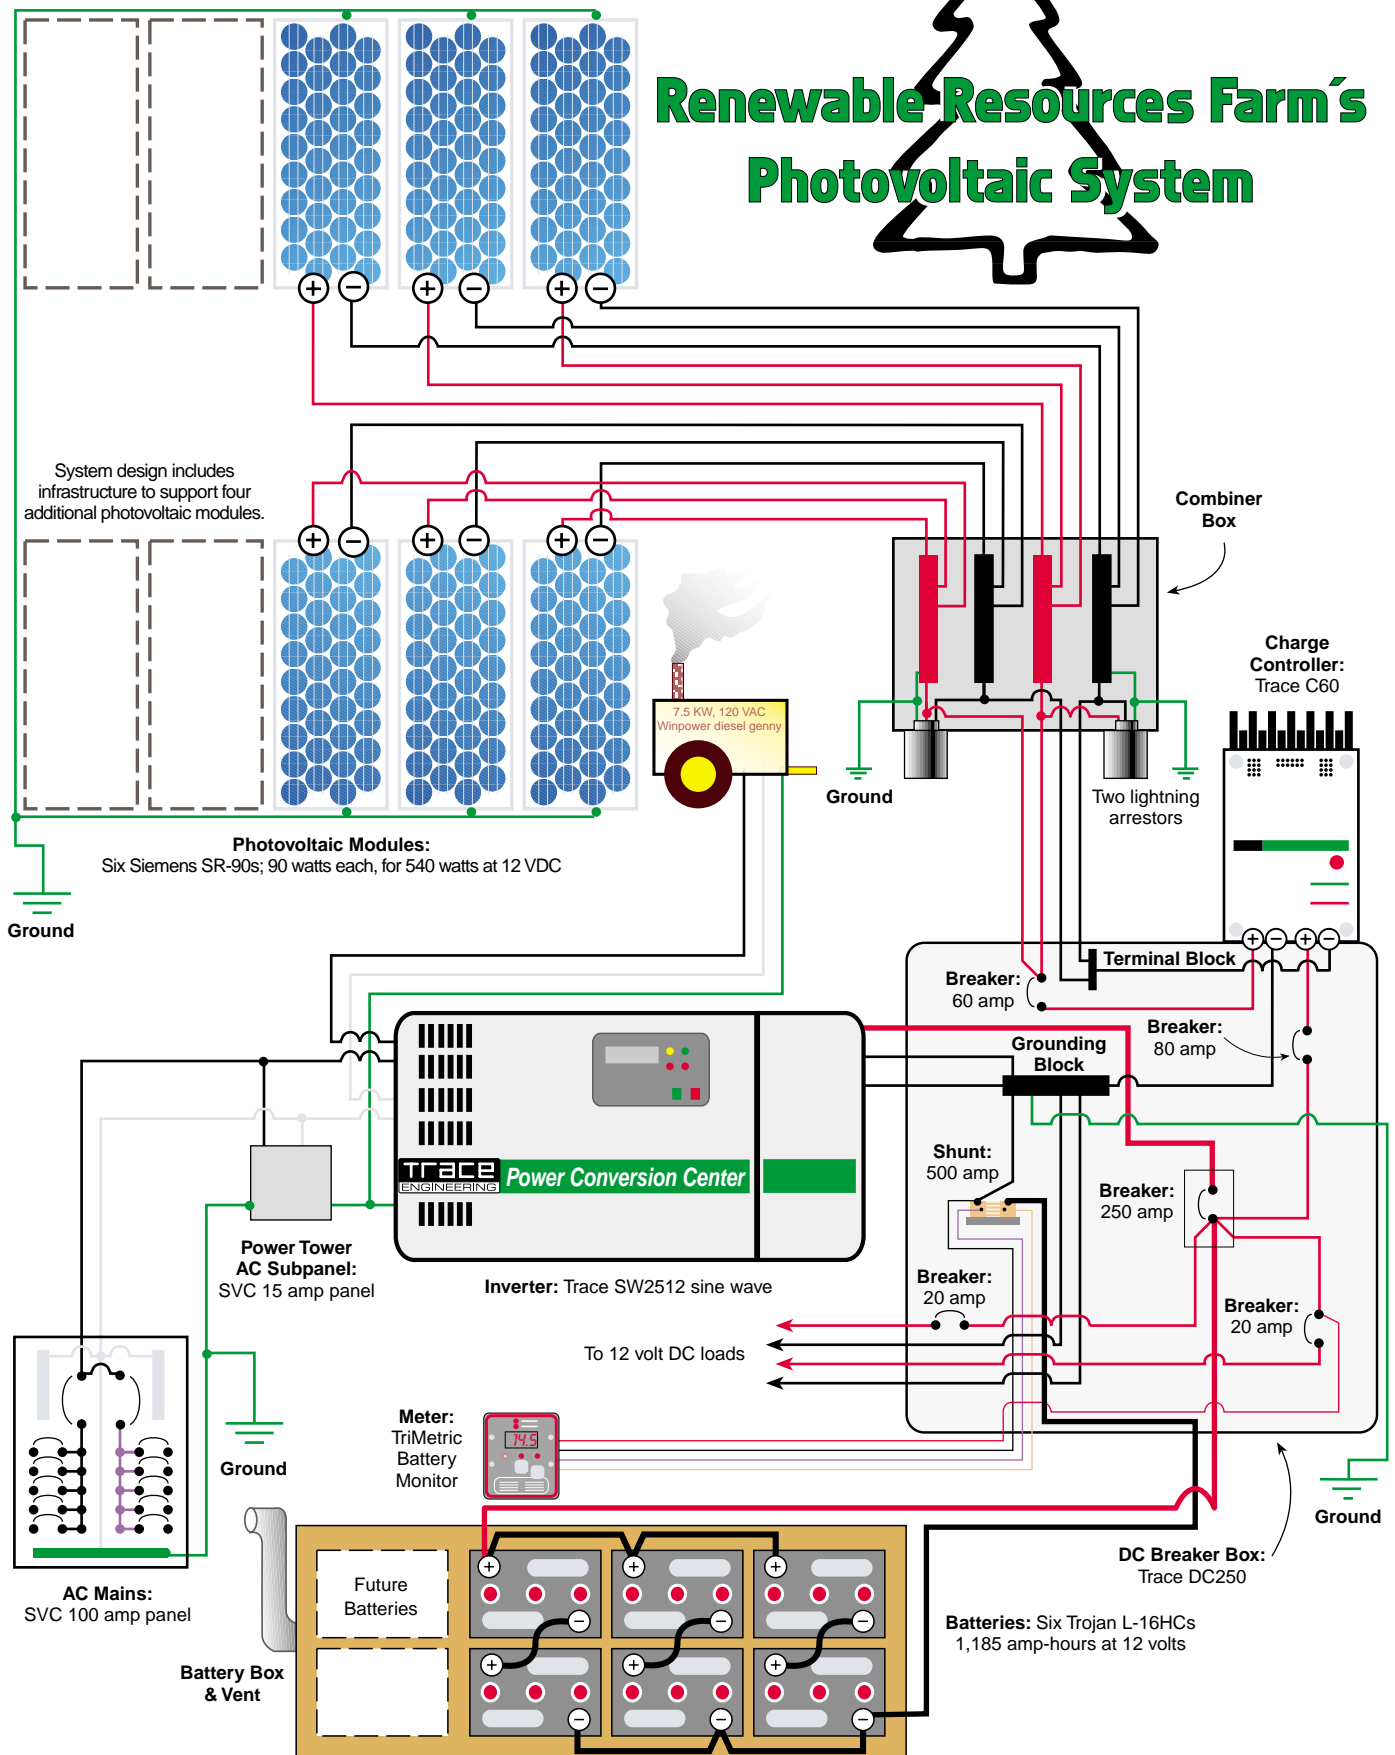 Renewable Resources Farm´s
Photovoltaic System
+ − + − + −
System design includes
infrastructure to support four
additional photovoltaic modules.
+ − + − + −
Combiner
Box
7.5 KW, 120 VAC
Winpower diesel genny
Charge
Controller:
Trace C60
Ground
Two lightning
arrestors
Photovoltaic Modules:
Six Siemens SR-90s; 90 watts each, for 540 watts at 12 VDC
Ground
+ − + −
Terminal Block
Breaker:
60 amp
Breaker:
80 amp
Grounding
Block
Trace
ENGINEERING
Power Conversion Center
Shunt:
500 amp
Breaker:
250 amp
Power Tower
AC Subpanel:
SVC 15 amp panel
Inverter: Trace SW2512 sine wave
Breaker:
20 amp
Breaker:
20 amp
To 12 volt DC loads
Meter:
TriMetric
Battery
Monitor
14.5
Ground
Ground
DC Breaker Box:
Trace DC250
AC Mains:
SVC 100 amp panel
Future
Batteries
+ + +
− − −
Batteries: Six Trojan L-16HCs
1,185 amp-hours at 12 volts
Battery Box
& Vent
+ + +
− − −